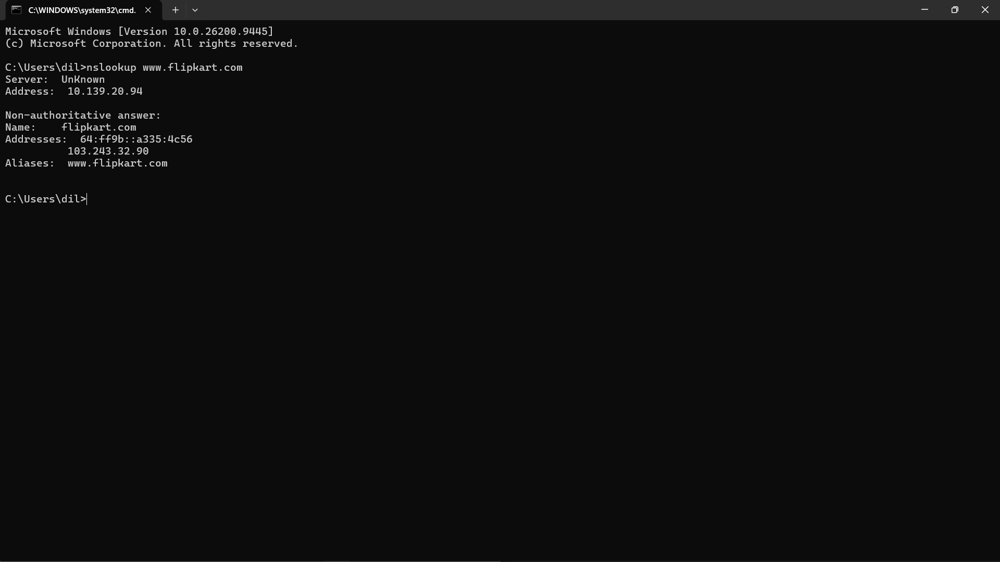 C:\WINDOWS\system32\cmd.
Microsoft Windows [Version 10.0.26200.9445]
(c) Microsoft Corporation. All rights reserved.
C:\Users\dil>nslookup www.flipkart.com
Server:  UnKnown
Address:  10.139.20.94
Non-authoritative answer:
Name:    flipkart.com
Addresses:  64:ff9b::a335:4c56
          103.243.32.90
Aliases:  www.flipkart.com
C:\Users\dil>